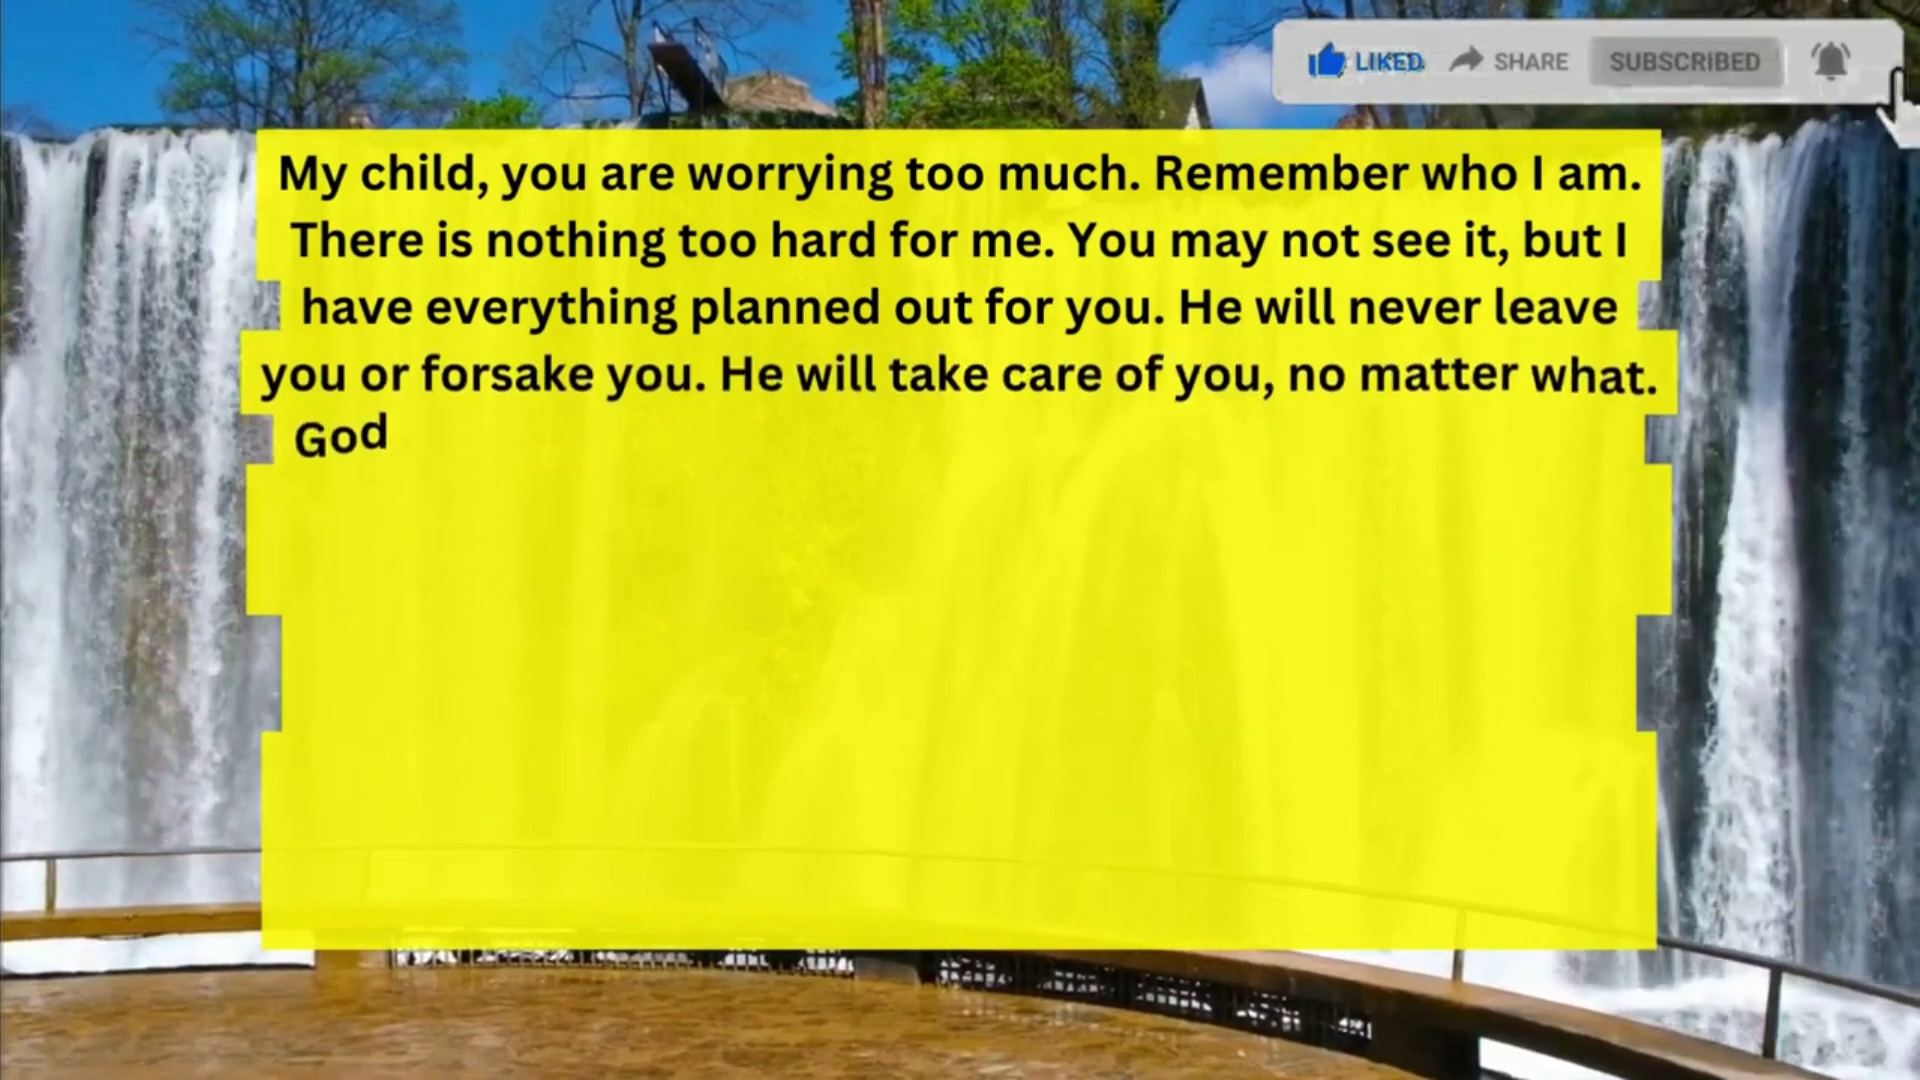 LIKED SHARE SUBSCRIBED
My child, you are worrying too much. Remember who I am.
There is nothing too hard for me. You may not see it, but I
have everything planned out for you. He will never leave
you or forsake you. He will take care of you, no matter what.
God